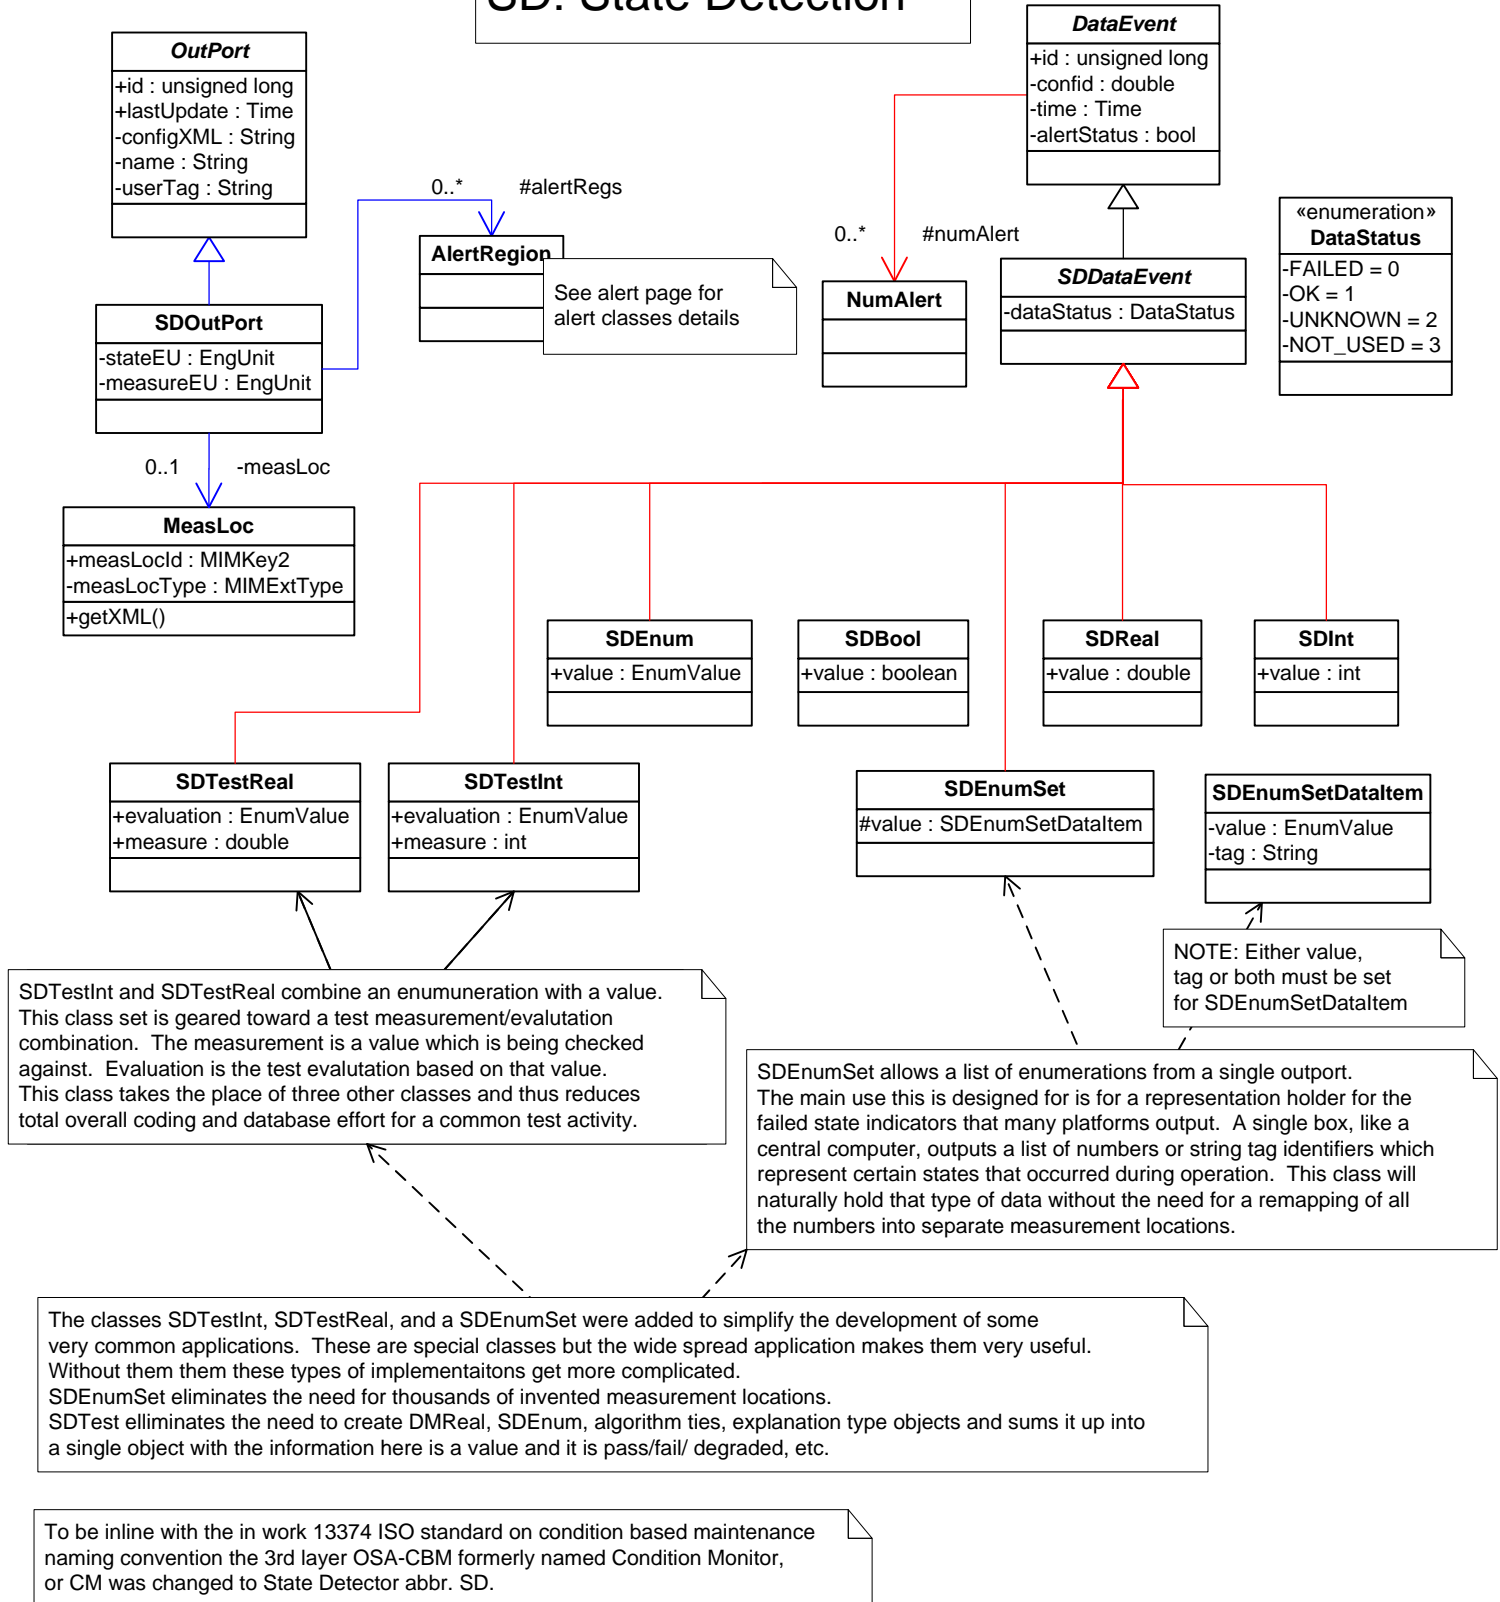 SD: State Detection
OutPort
+id : unsigned long
+lastUpdate : Time
-configXML : String
-name : String
-userTag : String
DataEvent
+id : unsigned long
-confid : double
-time : Time
-alertStatus : bool
0..*
#alertRegs
AlertRegion
See alert page for
alert classes details
0..*
#numAlert
NumAlert
SDDataEvent
-dataStatus : DataStatus
«enumeration»
DataStatus
-FAILED = 0
-OK = 1
-UNKNOWN = 2
-NOT_USED = 3
SDOutPort
-stateEU : EngUnit
-measureEU : EngUnit
0..1
-measLoc
MeasLoc
+measLocId : MIMKey2
-measLocType : MIMExtType
+getXML()
SDEnum
+value : EnumValue
SDBool
+value : boolean
SDReal
+value : double
SDInt
+value : int
SDTestReal
+evaluation : EnumValue
+measure : double
SDTestInt
+evaluation : EnumValue
+measure : int
SDEnumSet
#value : SDEnumSetDataItem
SDEnumSetDataItem
-value : EnumValue
-tag : String
NOTE: Either value,
tag or both must be set
for SDEnumSetDataItem
SDTestInt and SDTestReal combine an enumuneration with a value.
This class set is geared toward a test measurement/evalutation
combination.  The measurement is a value which is being checked
against.  Evaluation is the test evalutation based on that value.
This class takes the place of three other classes and thus reduces
total overall coding and database effort for a common test activity.
SDEnumSet allows a list of enumerations from a single outport.
The main use this is designed for is for a representation holder for the
failed state indicators that many platforms output.  A single box, like a
central computer, outputs a list of numbers or string tag identifiers which
represent certain states that occurred during operation.  This class will
naturally hold that type of data without the need for a remapping of all
the numbers into separate measurement locations.
The classes SDTestInt, SDTestReal, and a SDEnumSet were added to simplify the development of some
very common applications.  These are special classes but the wide spread application makes them very useful.
Without them them these types of implementaitons get more complicated.
SDEnumSet eliminates the need for thousands of invented measurement locations.
SDTest elliminates the need to create DMReal, SDEnum, algorithm ties, explanation type objects and sums it up into
a single object with the information here is a value and it is pass/fail/ degraded, etc.
To be inline with the in work 13374 ISO standard on condition based maintenance
naming convention the 3rd layer OSA-CBM formerly named Condition Monitor,
or CM was changed to State Detector abbr. SD.